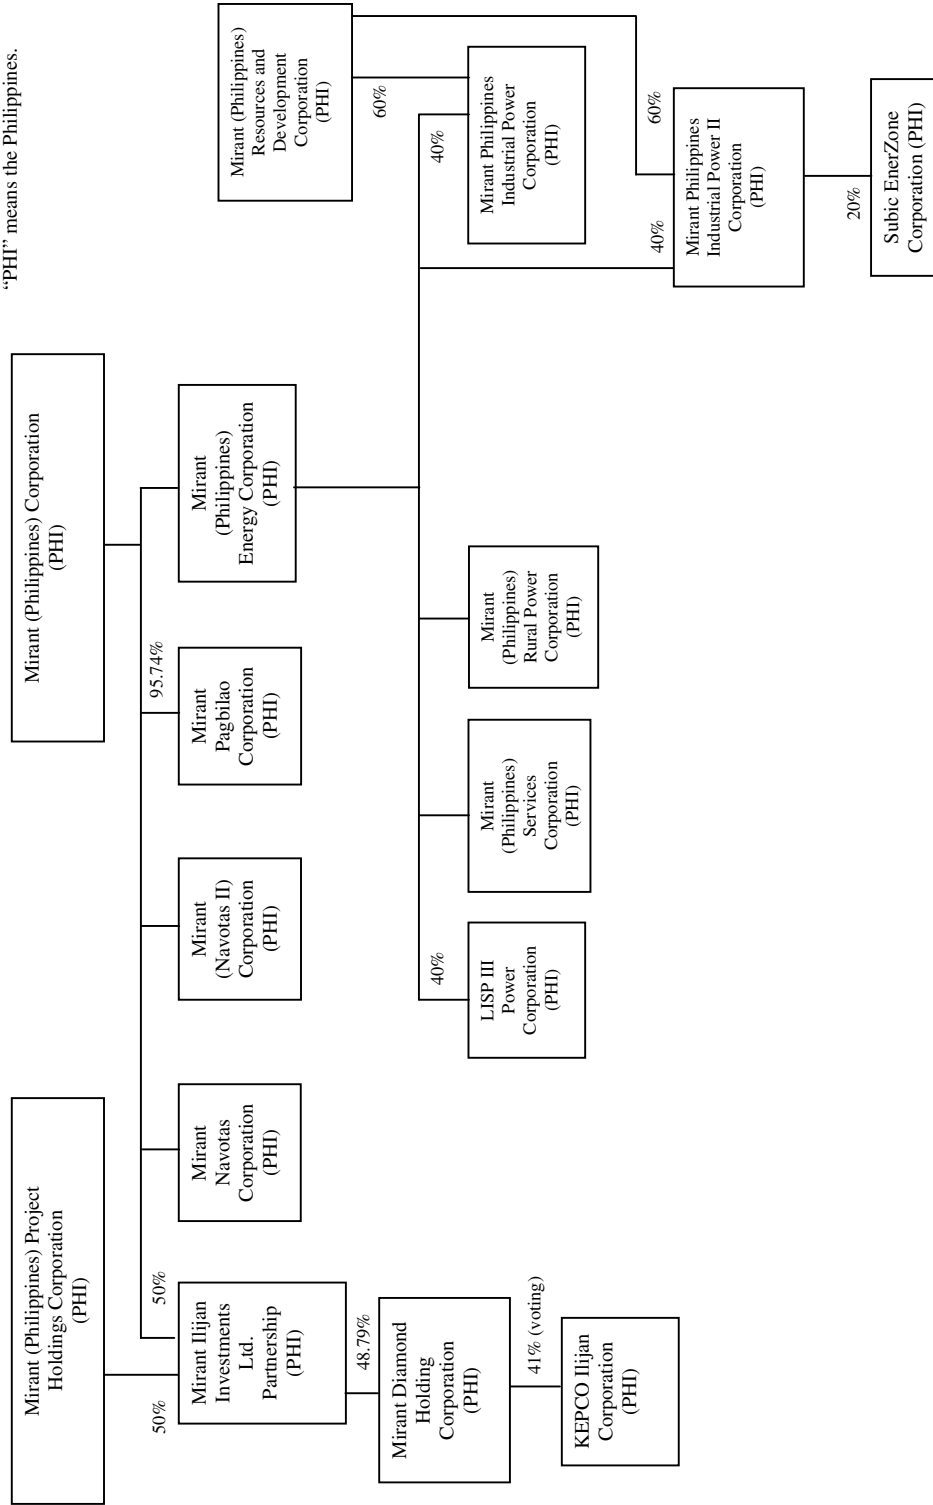 “PHI” means the Philippines.
Mirant (Philippines) Project
Holdings Corporation
(PHI)
Mirant (Philippines) Corporation
(PHI)
50%
50%
95.74%
Mirant Ilijan
Investments
Ltd.
Partnership
(PHI)
Mirant
Navotas
Corporation
(PHI)
Mirant
(Navotas II)
Corporation
(PHI)
Mirant
Pagbilao
Corporation
(PHI)
Mirant
(Philippines)
Energy Corporation
(PHI)
Mirant (Philippines)
Resources and
Development
Corporation
(PHI)
48.79%
60%
Mirant Diamond
Holding
Corporation
(PHI)
40%
40%
LISP III
Power
Corporation
(PHI)
Mirant
(Philippines)
Services
Corporation
(PHI)
Mirant
(Philippines)
Rural Power
Corporation
(PHI)
Mirant Philippines
Industrial Power
Corporation
(PHI)
41% (voting)
KEPCO Ilijan
Corporation
(PHI)
40%
60%
Mirant Philippines
Industrial Power II
Corporation
(PHI)
20%
Subic EnerZone
Corporation (PHI)